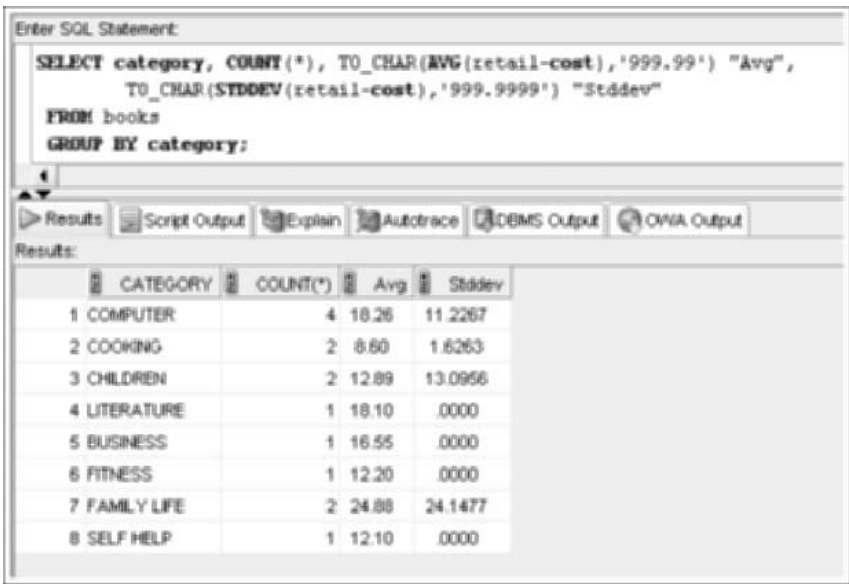 Enter SQL Statement:
SELECT category, COUNT(*), TO_CHAR(AVG(retail-cost),'999.99') "Avg",
TO_CHAR(STDDEV(retail-cost),'999.9999') "Stddev"
FROM books
GROUP BY category;
Results Script Output Explain Autotrace DBMS Output OWA Output
Results:
CATEGORY COUNT(*) Avg Stddev
1 COMPUTER 4 18.26 11.2267
2 COOKING 2 8.60 1.6263
3 CHILDREN 2 12.89 13.0956
4 LITERATURE 1 18.10 .0000
5 BUSINESS 1 16.55 .0000
6 FITNESS 1 12.20 .0000
7 FAMILY LIFE 2 24.88 24.1477
8 SELF HELP 1 12.10 .0000